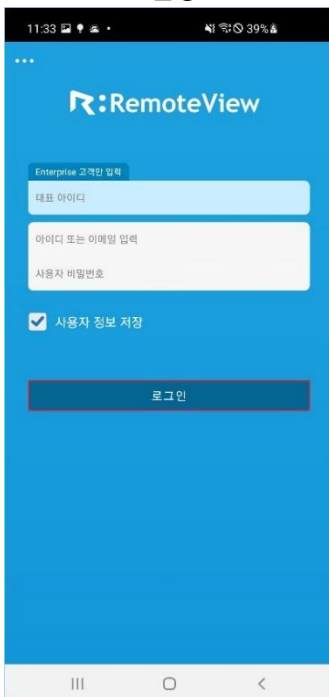 11:33 39%
R:RemoteView
Enterprise 고객만 입력
대표 아이디
아이디 또는 이메일 입력
사용자 비밀번호
사용자 정보 저장
로그인